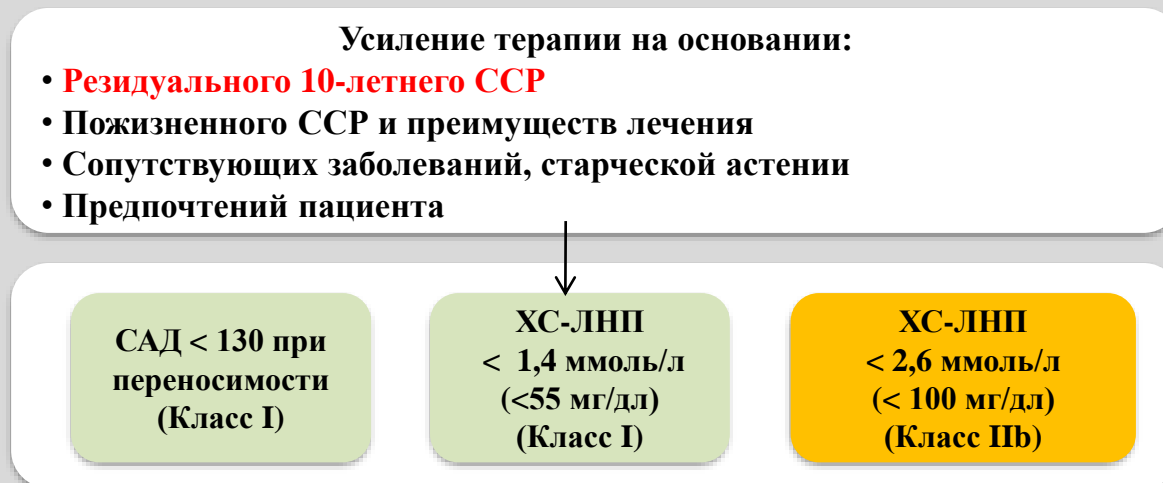 Усиление терапии на основании:
• Резидуального 10-летнего ССР
• Пожизненного ССР и преимуществ лечения
• Сопутствующих заболеваний, старческой астении
• Предпочтений пациента
САД < 130 при
переносимости
(Класс I)
ХС-ЛНП
< 1,4 ммоль/л
(<55 мг/дл)
(Класс I)
ХС-ЛНП
< 2,6 ммоль/л
(< 100 мг/дл)
(Класс IIb)